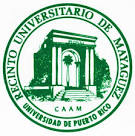 RECINTO UNIVERSITARIO DE MAYAGÜEZ
CAAM
UNIVERSIDAD DE PUERTO RICO